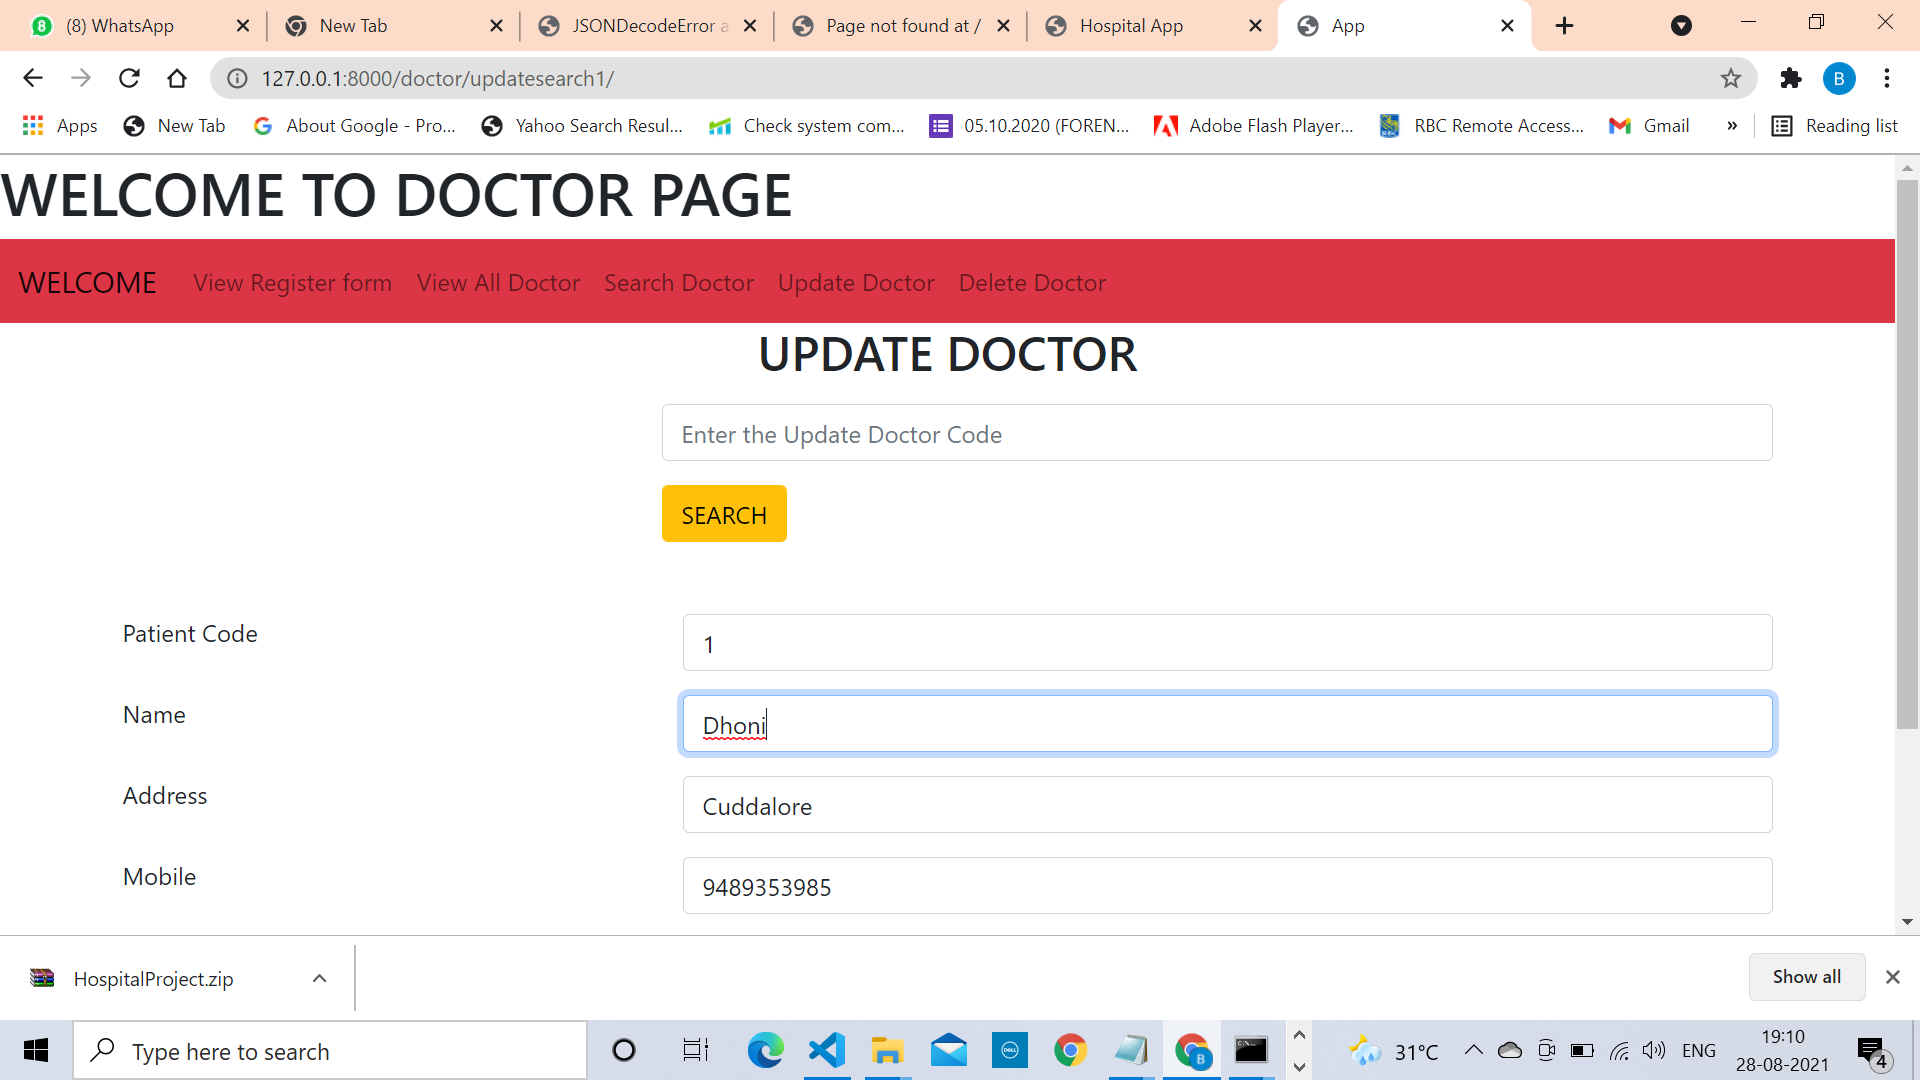 (8) WhatsApp
New Tab
JSONDecodeError a
Page not found at /
Hospital App
App
127.0.0.1:8000/doctor/updatesearch1/
B
Apps
New Tab
About Google - Pro...
Yahoo Search Resul...
Check system com...
05.10.2020 (FOREN...
Adobe Flash Player...
RBC Remote Access...
Gmail
»
Reading list
WELCOME TO DOCTOR PAGE
WELCOME View Register form View All Doctor Search Doctor Update Doctor Delete Doctor
UPDATE DOCTOR
Enter the Update Doctor Code
SEARCH
Patient Code 1
Name Dhoni
Address Cuddalore
Mobile 9489353985
HospitalProject.zip
Show all
Type here to search
31°C
ENG
19:10
28-08-2021
4